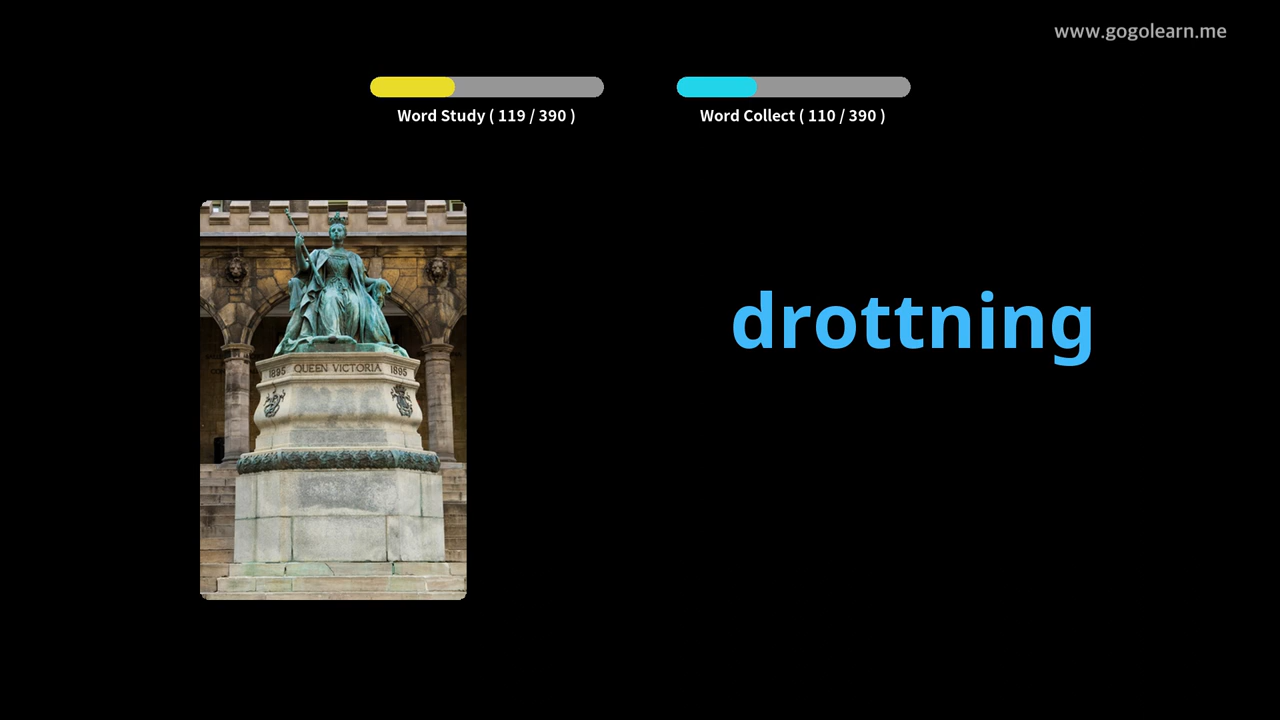 www.gogolearn.me
Word Study ( 119 / 390 )
Word Collect ( 110 / 390 )
drottning
1895 QUEEN VICTORIA 1895